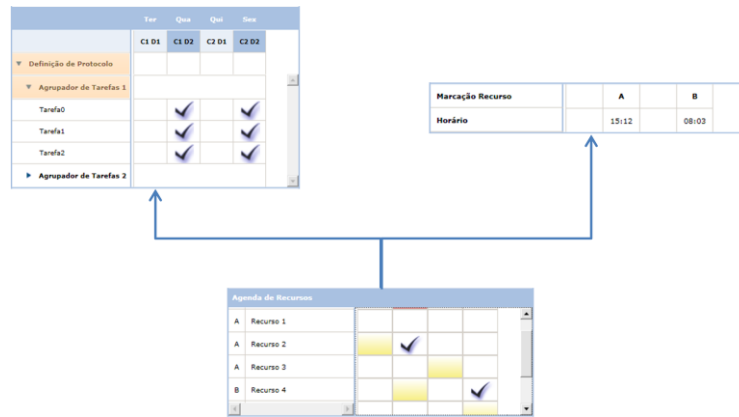 Ter Qua Qui Sex
C1 D1 C1 D2 C2 D1 C2 D2
Definição de Protocolo
Agrupador de Tarefas 1
Tarefa0
Tarefa1
Tarefa2
Agrupador de Tarefas 2
Marcação Recurso A B
Horário 15:12 08:03
Agenda de Recursos
A Recurso 1
A Recurso 2
A Recurso 3
B Recurso 4